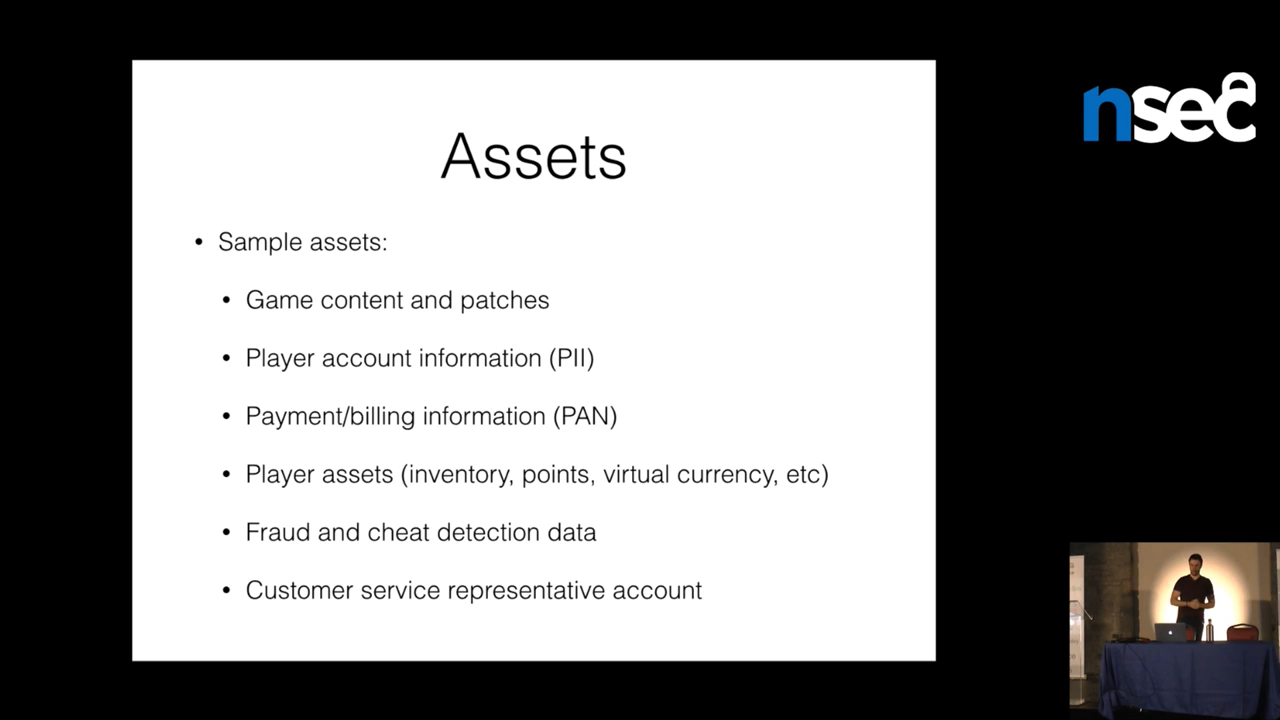 nsec
Assets
• Sample assets:
• Game content and patches
• Player account information (PII)
• Payment/billing information (PAN)
• Player assets (inventory, points, virtual currency, etc)
• Fraud and cheat detection data
• Customer service representative account